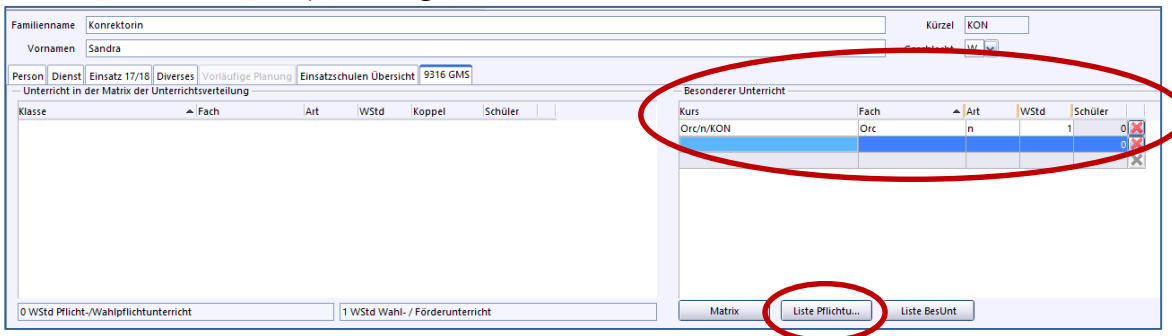 Familienname Konrektorin Kürzel KON
Vornamen Sandra W
Person Dienst Einsatz 17/18 Diverses Vorläufige Planung Einsatzschulen Übersicht 9316 GMS
Unterricht in der Matrix der Unterrichtsverteilung Besonderer Unterricht
Klasse Fach Art WStd Koppel Schüler Kurs Fach Art WStd Schüler
Orc/n/KON Orc n 1 0
0
0 WStd Pflicht-/Wahlpflichtunterricht 1 WStd Wahl- / Förderunterricht Matrix Liste Pflichtu... Liste BesUnt